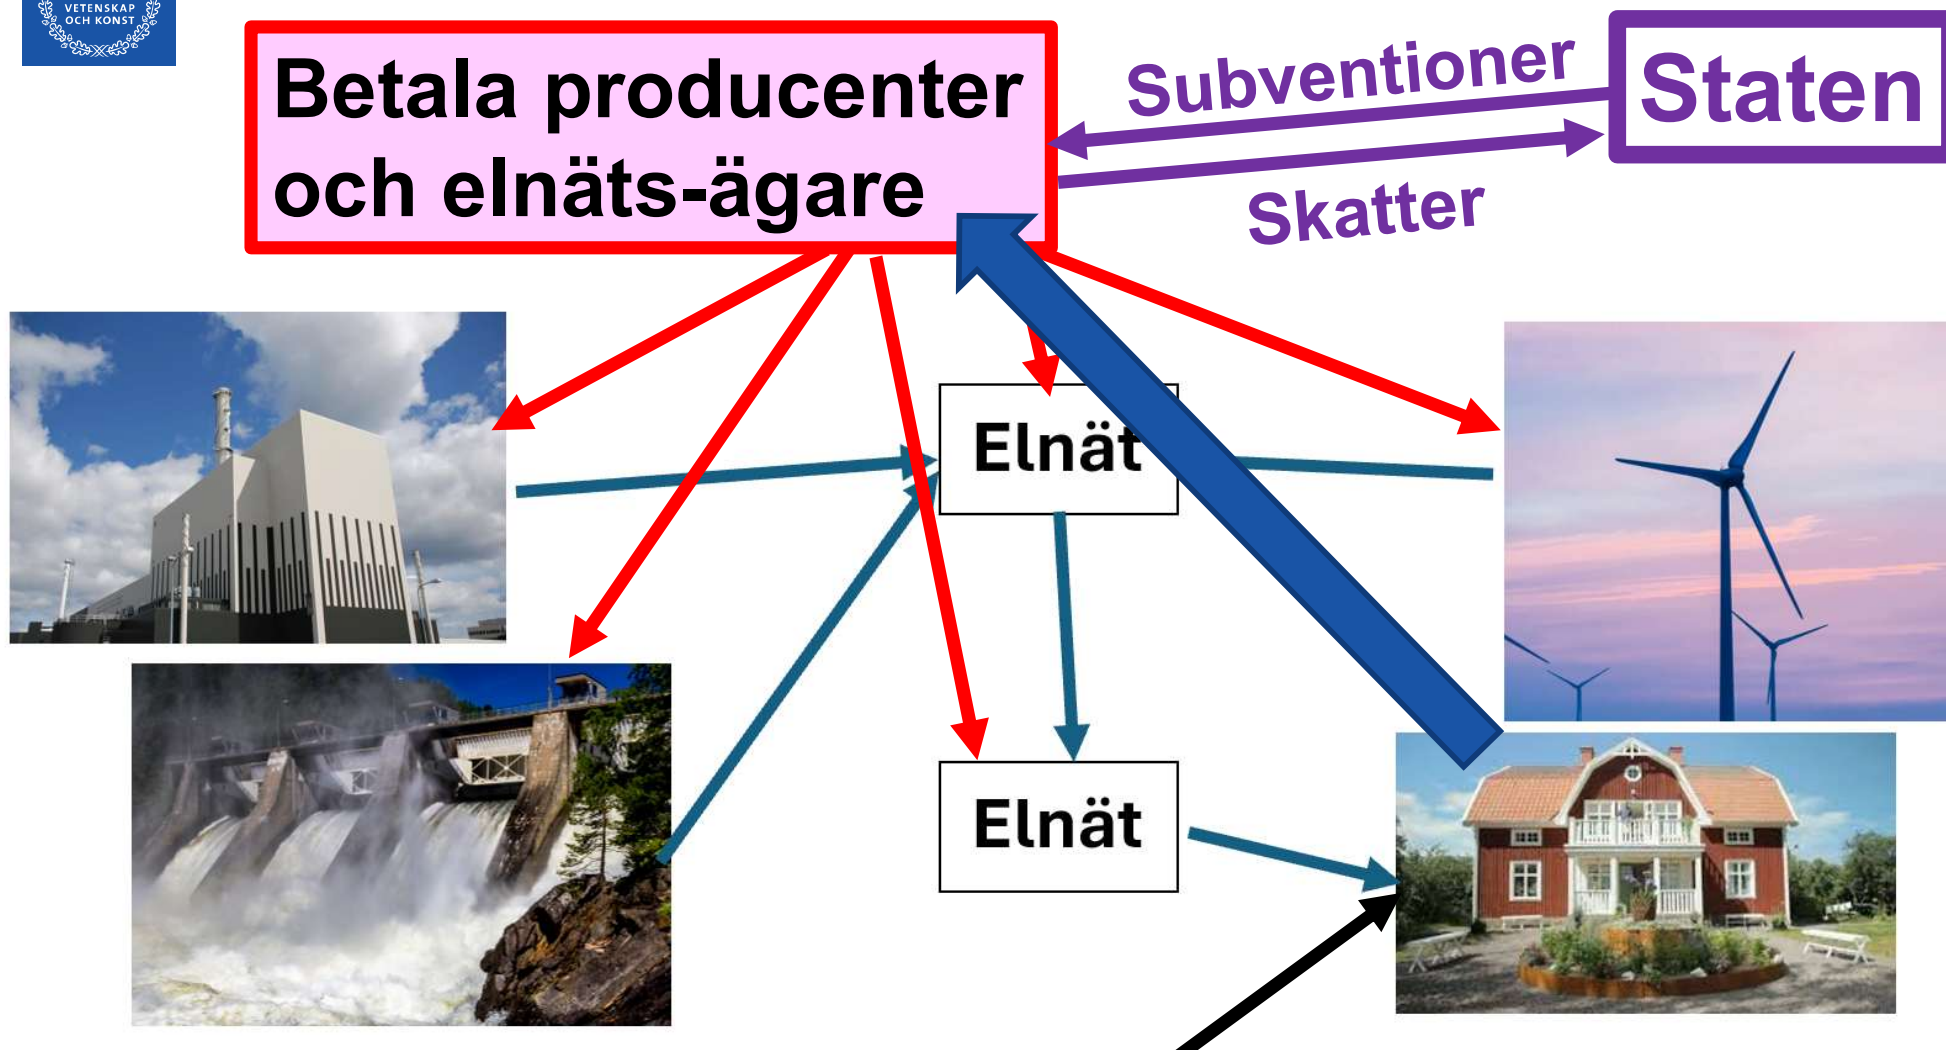 VETENSKAP
OCH KONST
Betala producenter
och elnäts-ägare
Subventioner
Staten
Skatter
Elnät
Elnät